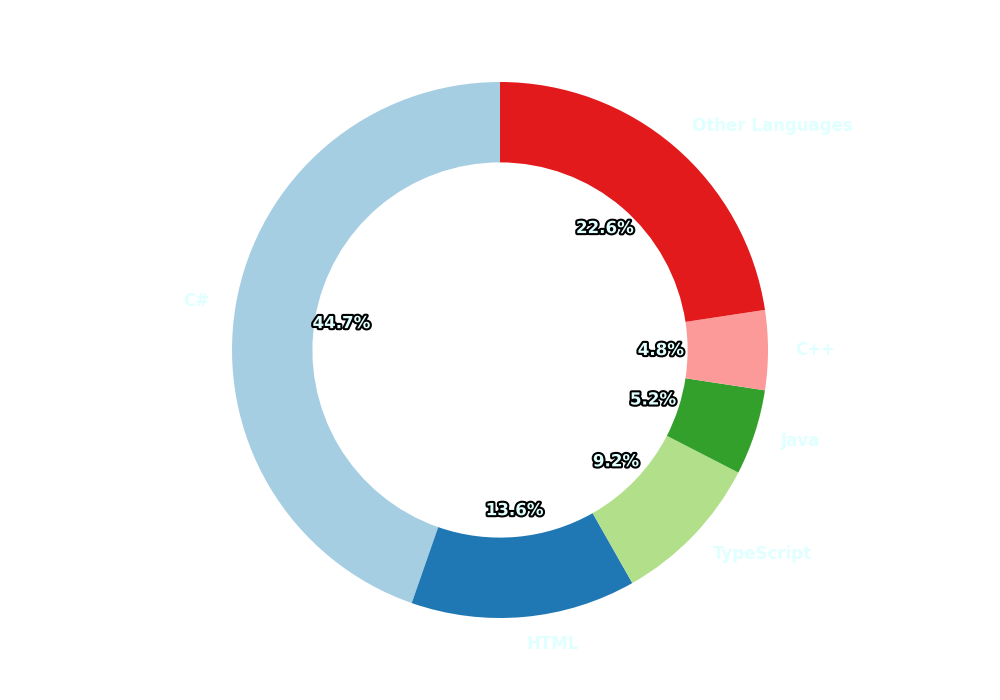 Other Languages
22.6%
C#
44.7%
4.8%
C++
5.2%
Java
9.2%
13.6%
TypeScript
HTML